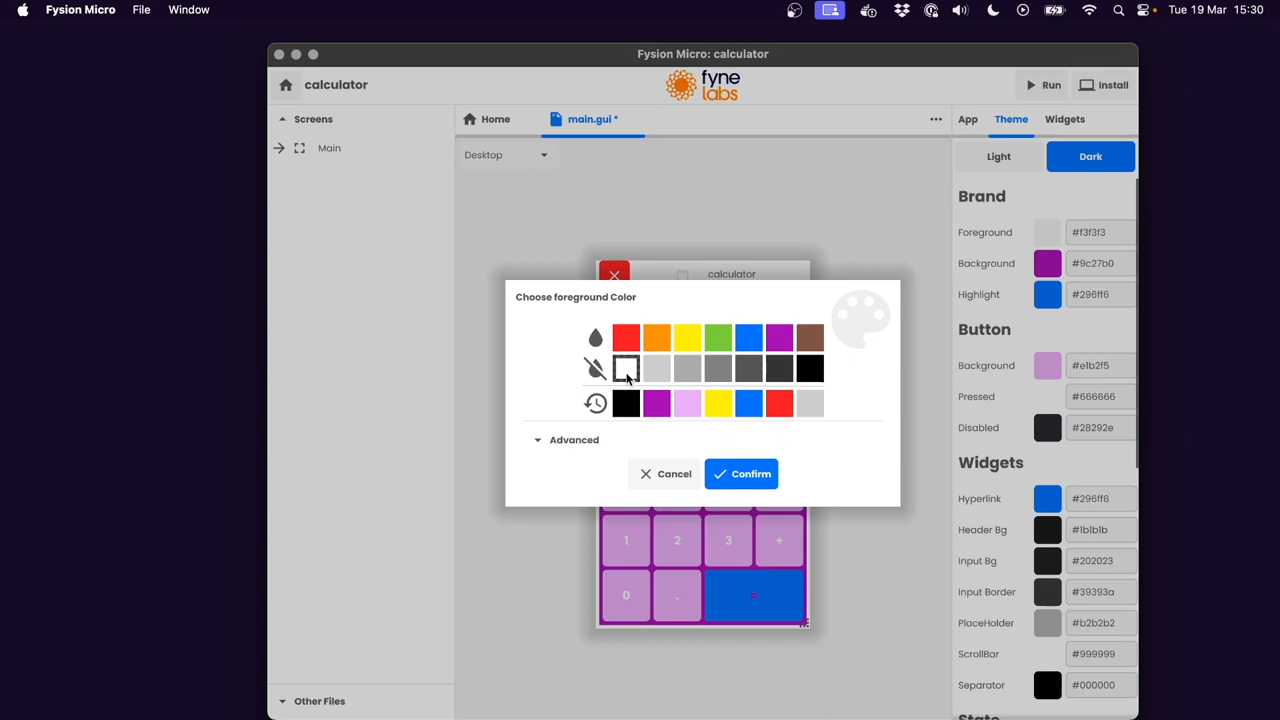 Fysion Micro File Window Tue 19 Mar 15:30
Fysion Micro: calculator
calculator fyne labs Run Install
Screens Home main.gui * ••• App Theme Widgets
Main Desktop Light Dark
Brand
Foreground #f3f3f3
Background #9c27b0
Highlight #296ff6
calculator
Choose foreground Color
Button
Background #e1b2f5
Pressed #666666
Disabled #28292e
Advanced
Cancel Confirm
Widgets
Hyperlink #296ff6
Header Bg #1b1b1b
1 2 3 +
Input Bg #202023
Input Border #39393a
0 . =
PlaceHolder #b2b2b2
ScrollBar #999999
Separator #000000
Other Files
State